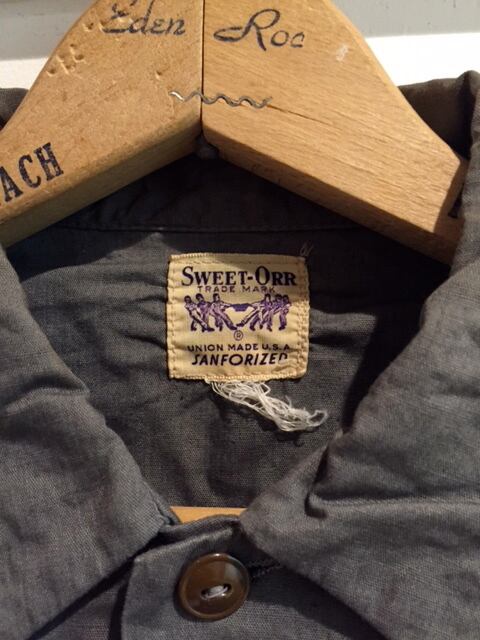 Eden Roc
ACH
SWEET-ORR
TRADE MARK
®
UNION MADE U.S.A.
SANFORIZED